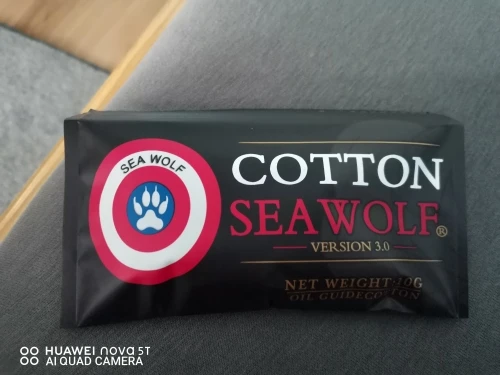 SEA WOLF
COTTON
SEAWOLF®
VERSION 3.0
NET WEIGHT 10G
OIL GUIDECOTTON
HUAWEI nova 5T
AI QUAD CAMERA